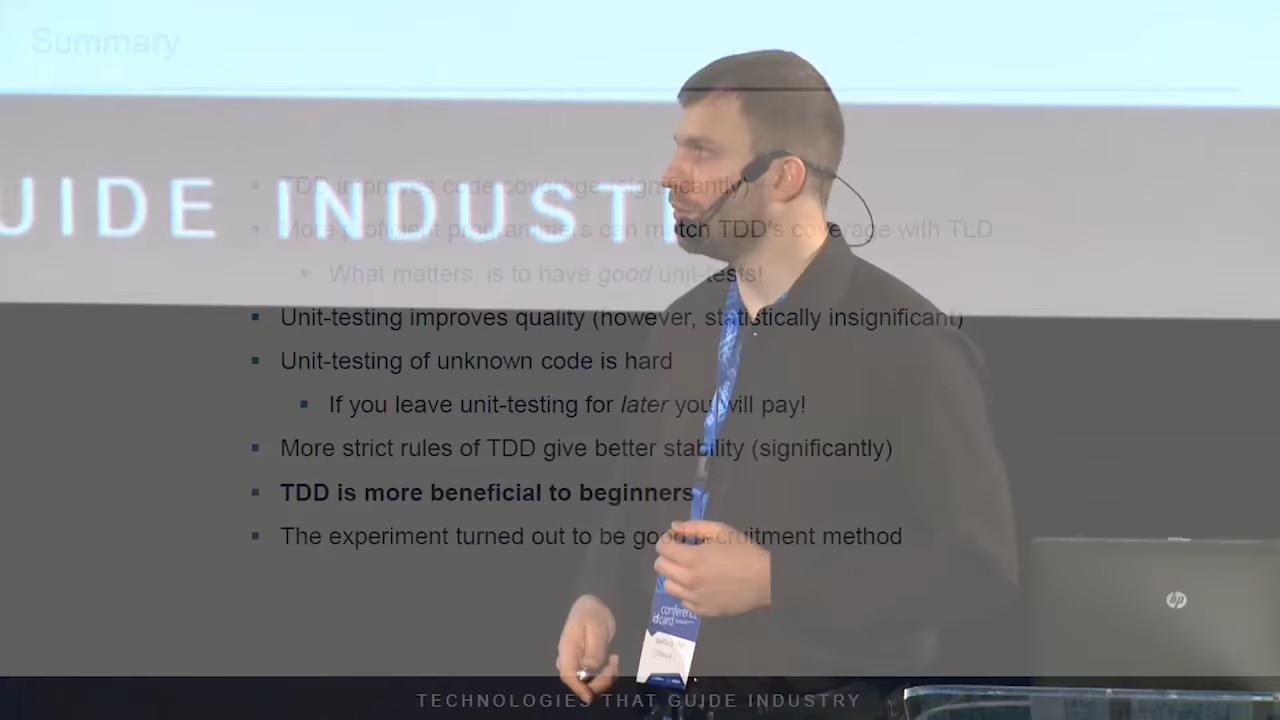 Summary
UIDE INDUST
TDD improves code coverage (significantly)
More proficient programmers can match TDD's coverage with TLD
What matters, is to have good unit-tests!
Unit-testing improves quality (however, statistically insignificant)
Unit-testing of unknown code is hard
If you leave unit-testing for later you will pay!
More strict rules of TDD give better stability (significantly)
TDD is more beneficial to beginners
The experiment turned out to be good recruitment method
hp
conference
id card
TECHNOLOGIES THAT GUIDE INDUSTRY